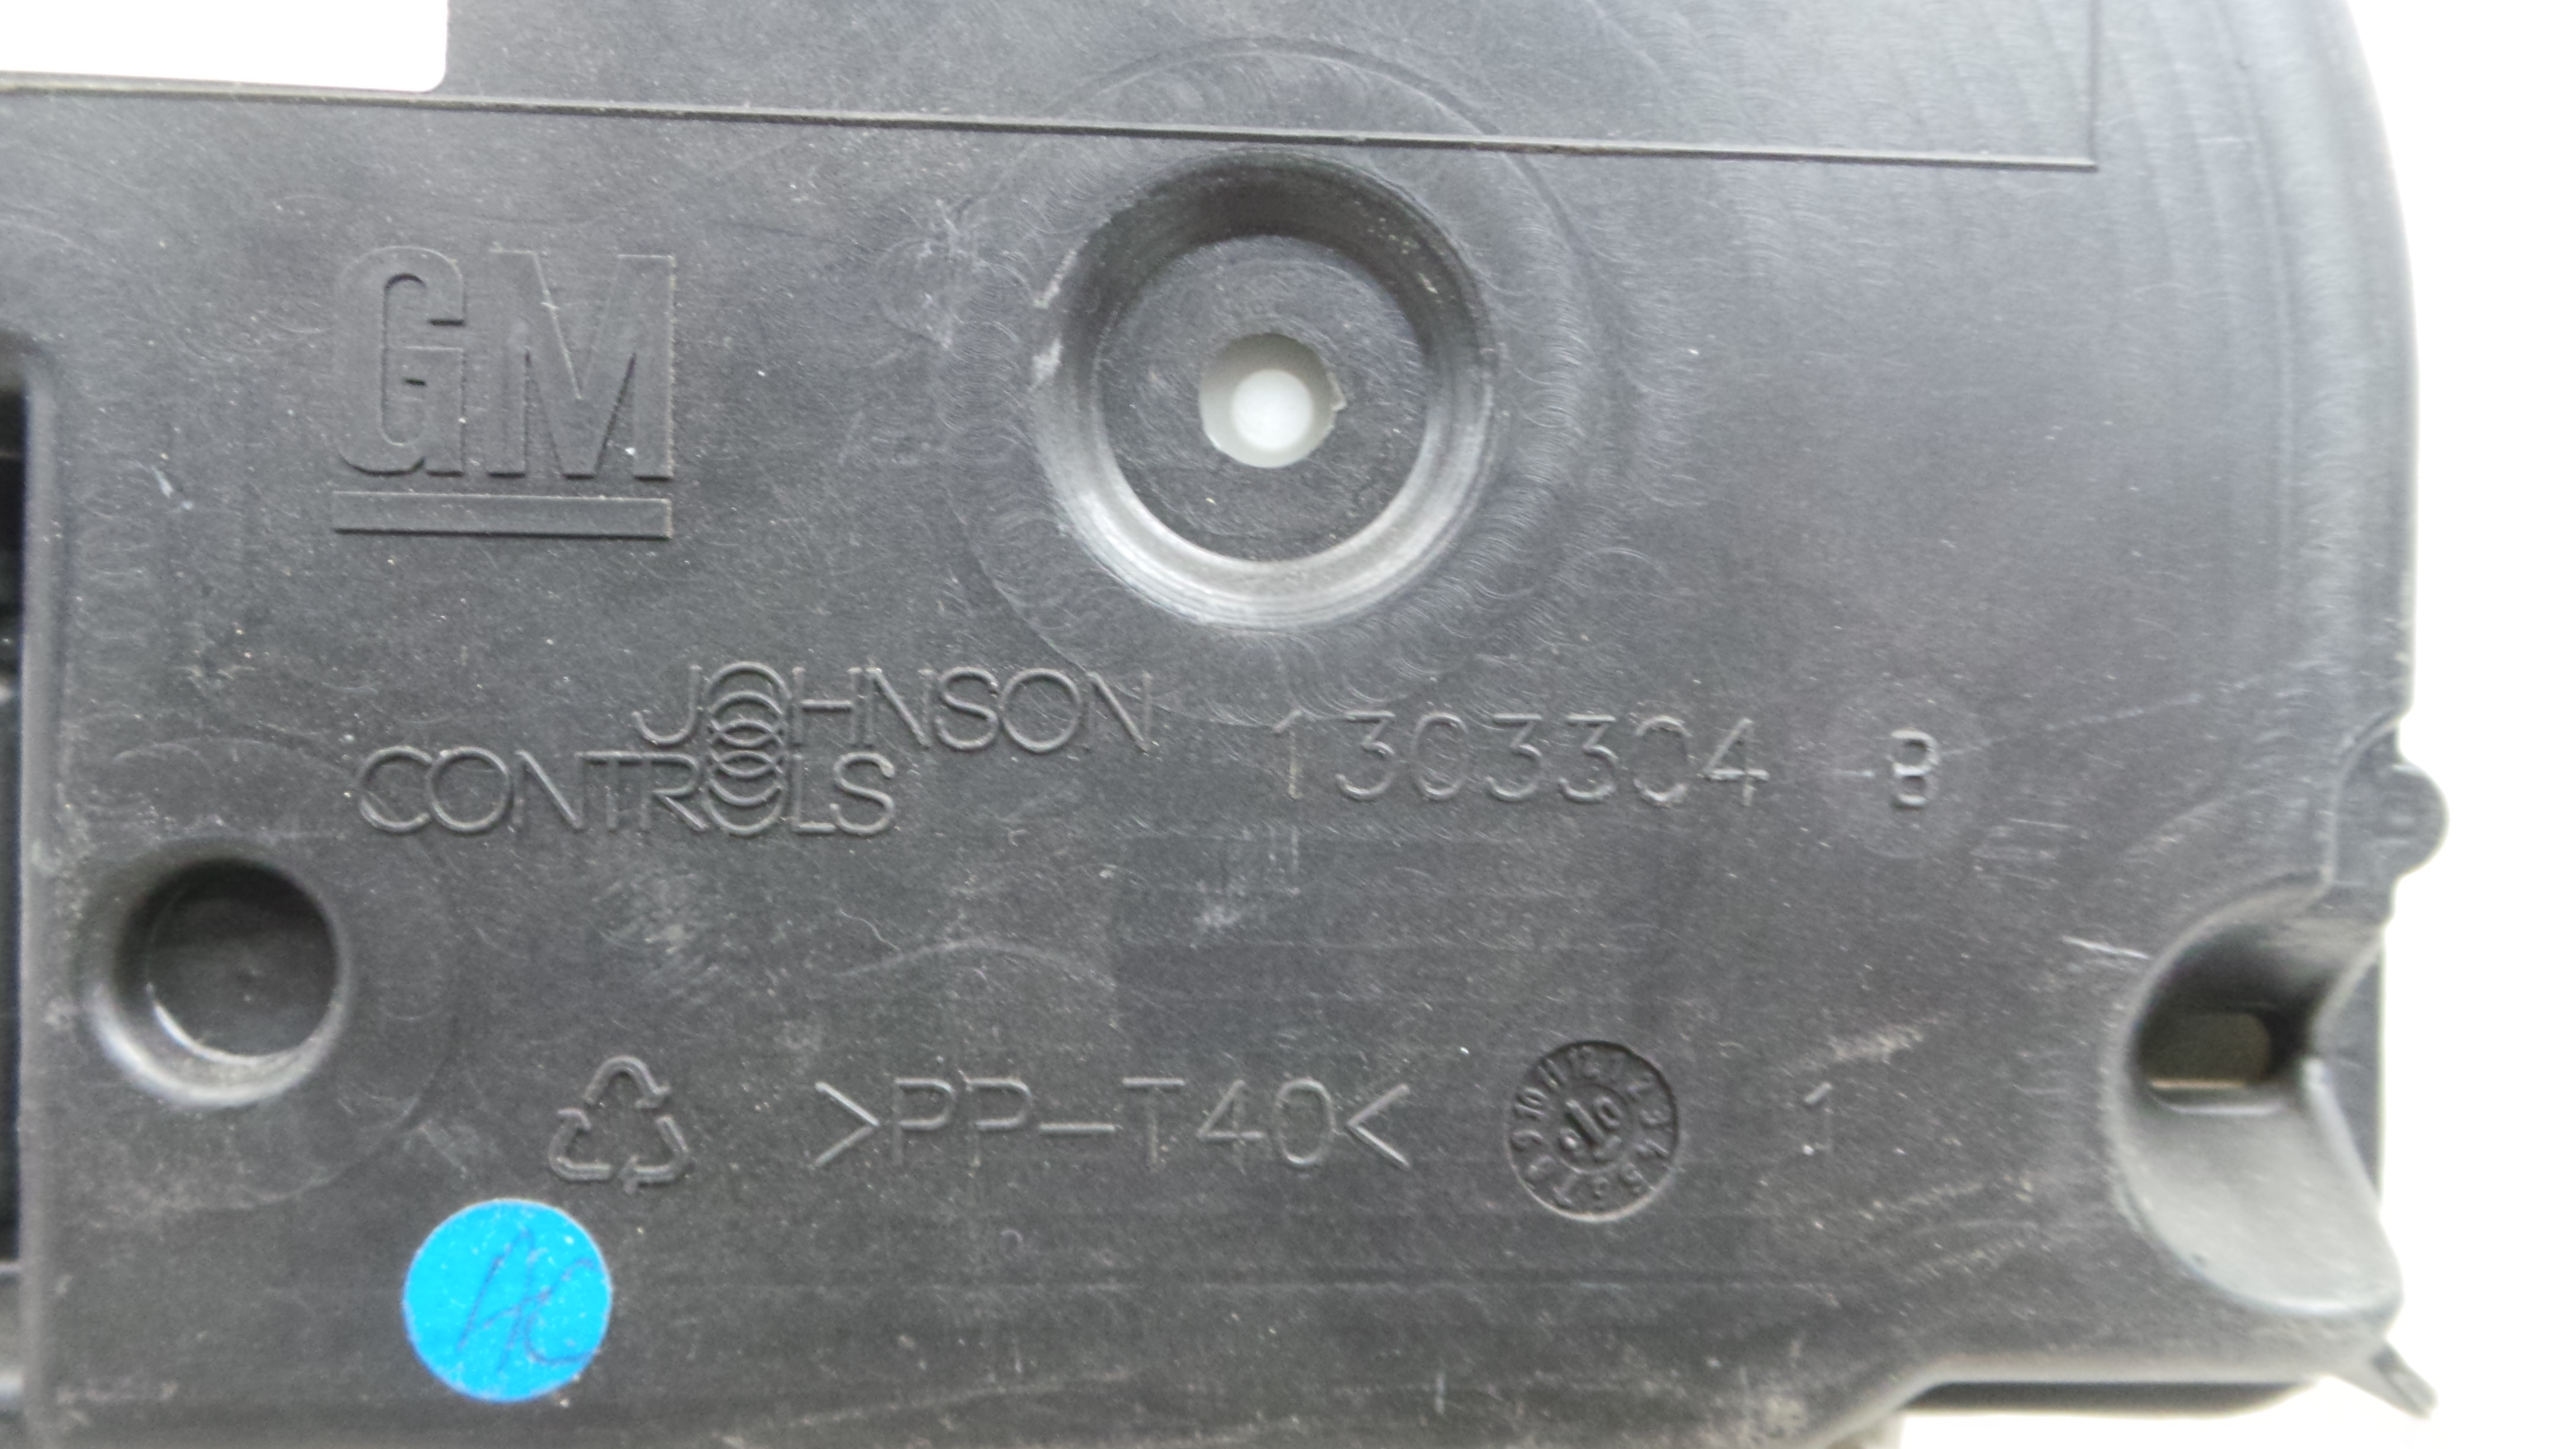 GM
JOHNSON
CONTROLS
1303304 -B
>PP-T40<
1